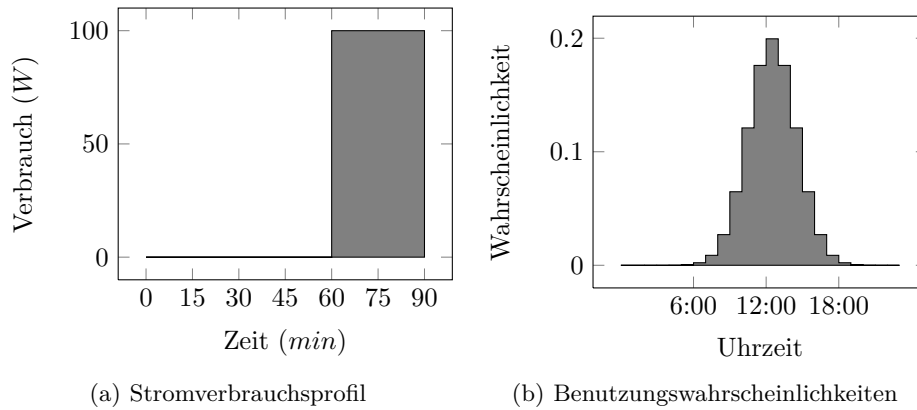 100
50
0
Verbrauch (W)
0 15 30 45 60 75 90
Zeit (min)
(a) Stromverbrauchsprofil
0.2
0.1
0
Wahrscheinlichkeit
6:00 12:00 18:00
Uhrzeit
(b) Benutzungswahrscheinlichkeiten